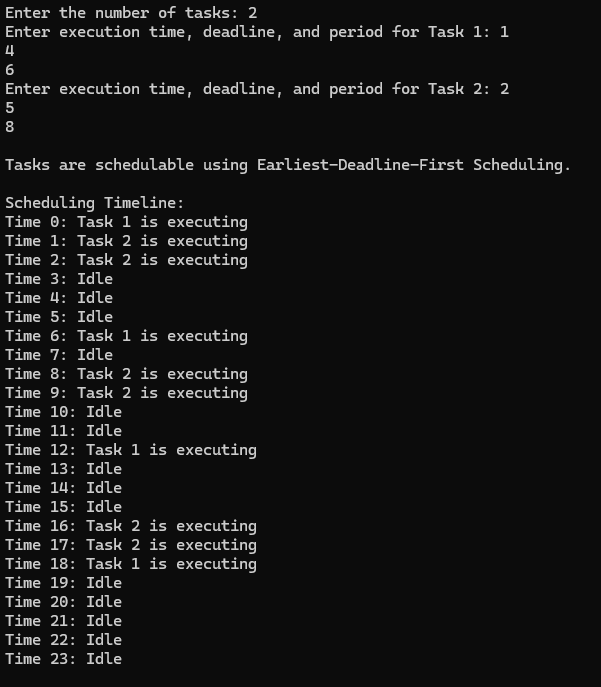 Enter the number of tasks: 2
Enter execution time, deadline, and period for Task 1: 1
4
6
Enter execution time, deadline, and period for Task 2: 2
5
8
Tasks are schedulable using Earliest-Deadline-First Scheduling.
Scheduling Timeline:
Time 0: Task 1 is executing
Time 1: Task 2 is executing
Time 2: Task 2 is executing
Time 3: Idle
Time 4: Idle
Time 5: Idle
Time 6: Task 1 is executing
Time 7: Idle
Time 8: Task 2 is executing
Time 9: Task 2 is executing
Time 10: Idle
Time 11: Idle
Time 12: Task 1 is executing
Time 13: Idle
Time 14: Idle
Time 15: Idle
Time 16: Task 2 is executing
Time 17: Task 2 is executing
Time 18: Task 1 is executing
Time 19: Idle
Time 20: Idle
Time 21: Idle
Time 22: Idle
Time 23: Idle